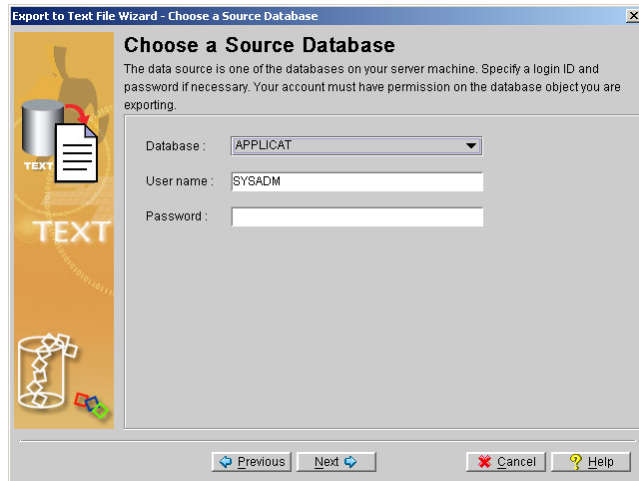 Export to Text File Wizard - Choose a Source Database
Choose a Source Database
The data source is one of the databases on your server machine. Specify a login ID and
password if necessary. Your account must have permission on the database object you are
exporting.
TEXT
TEXT
Database :
APPLICAT
User name :
SYSADM
Password :
Previous
Next
Cancel
Help